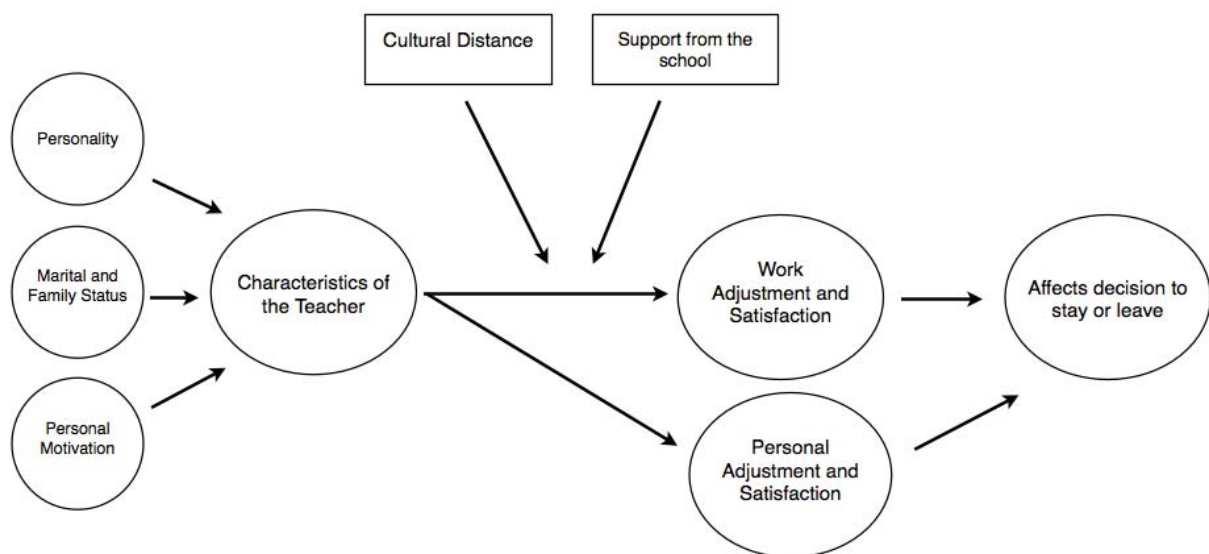 Cultural Distance
Support from the
school
Personality
Marital and
Family Status
Personal
Motivation
Characteristics of
the Teacher
Work
Adjustment and
Satisfaction
Personal
Adjustment and
Satisfaction
Affects decision to
stay or leave